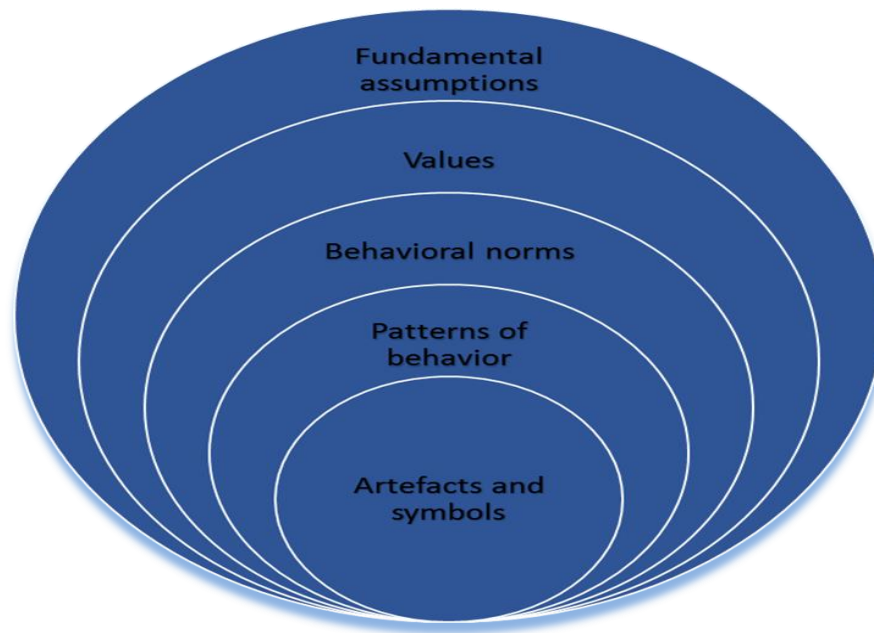 Fundamental
assumptions
Values
Behavioral norms
Patterns of
behavior
Artefacts and
symbols